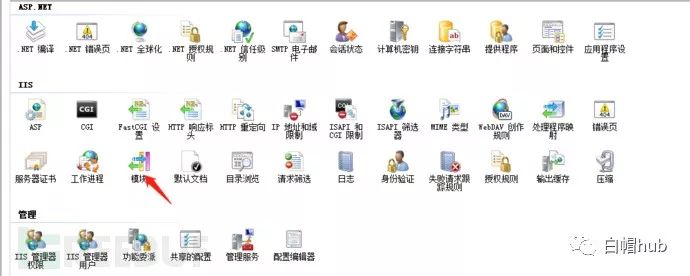 ASP.NET
.NET 编译
.NET 错误页
.NET 全球化
.NET 授权规则
.NET 信任级别
SMTP 电子邮件
会话状态
计算机密钥
连接字符串
提供程序
页面和控件
应用程序设置
IIS
ASP
CGI
FastCGI 设置
HTTP 响应标头
HTTP 重定向
IP 地址和域限制
ISAPI 和 CGI 限制
ISAPI 筛选器
MIME 类型
WebDAV 创作规则
处理程序映射
错误页
服务器证书
工作进程
模块
默认文档
目录浏览
请求筛选
日志
身份验证
失败请求跟踪规则
授权规则
输出缓存
压缩
管理
IIS 管理器权限
IIS 管理器用户
功能委派
共享的配置
管理服务
配置编辑器
白帽hub